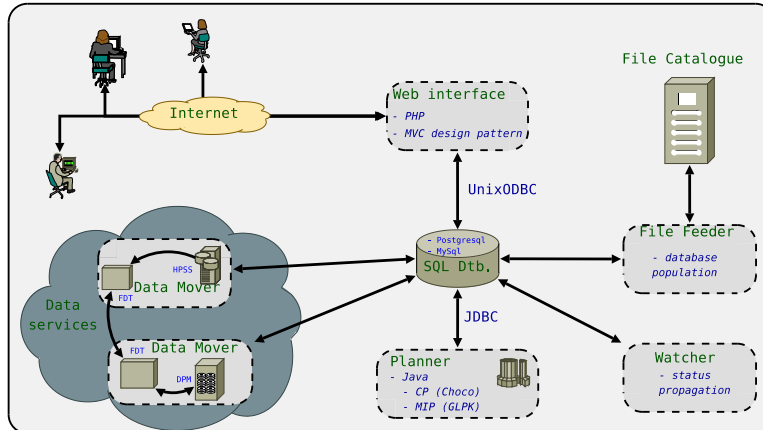 File Catalogue
Internet
Web interface
- PHP
- MVC design pattern
UnixODBC
- Postgresql
- MySql
SQL Dtb.
File Feeder
- database
population
HPSS
FDT
Data Mover
Data
services
FDT
Data Mover
DPM
JDBC
Planner
- Java
- CP (Choco)
- MIP (GLPK)
Watcher
- status
propagation